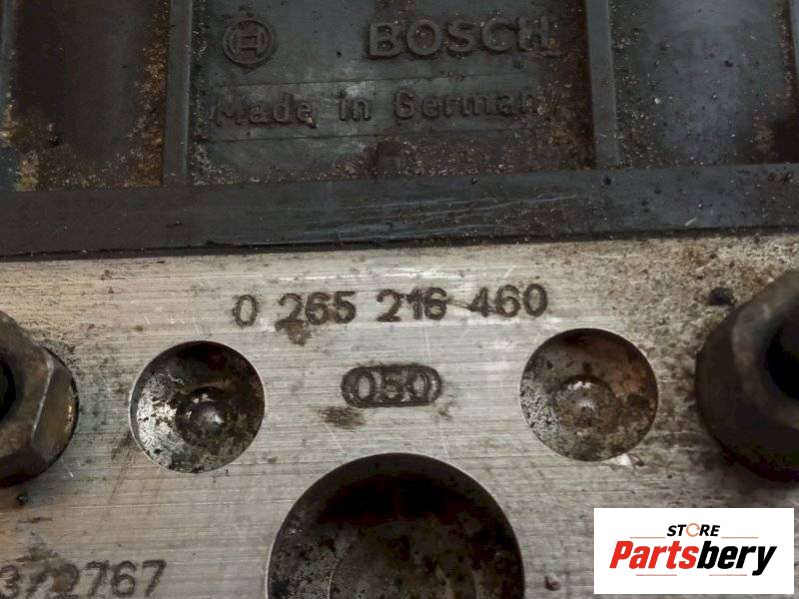 BOSCH
Made in Germany
0 265 216 460
050
3/2767
STORE
Partsbery